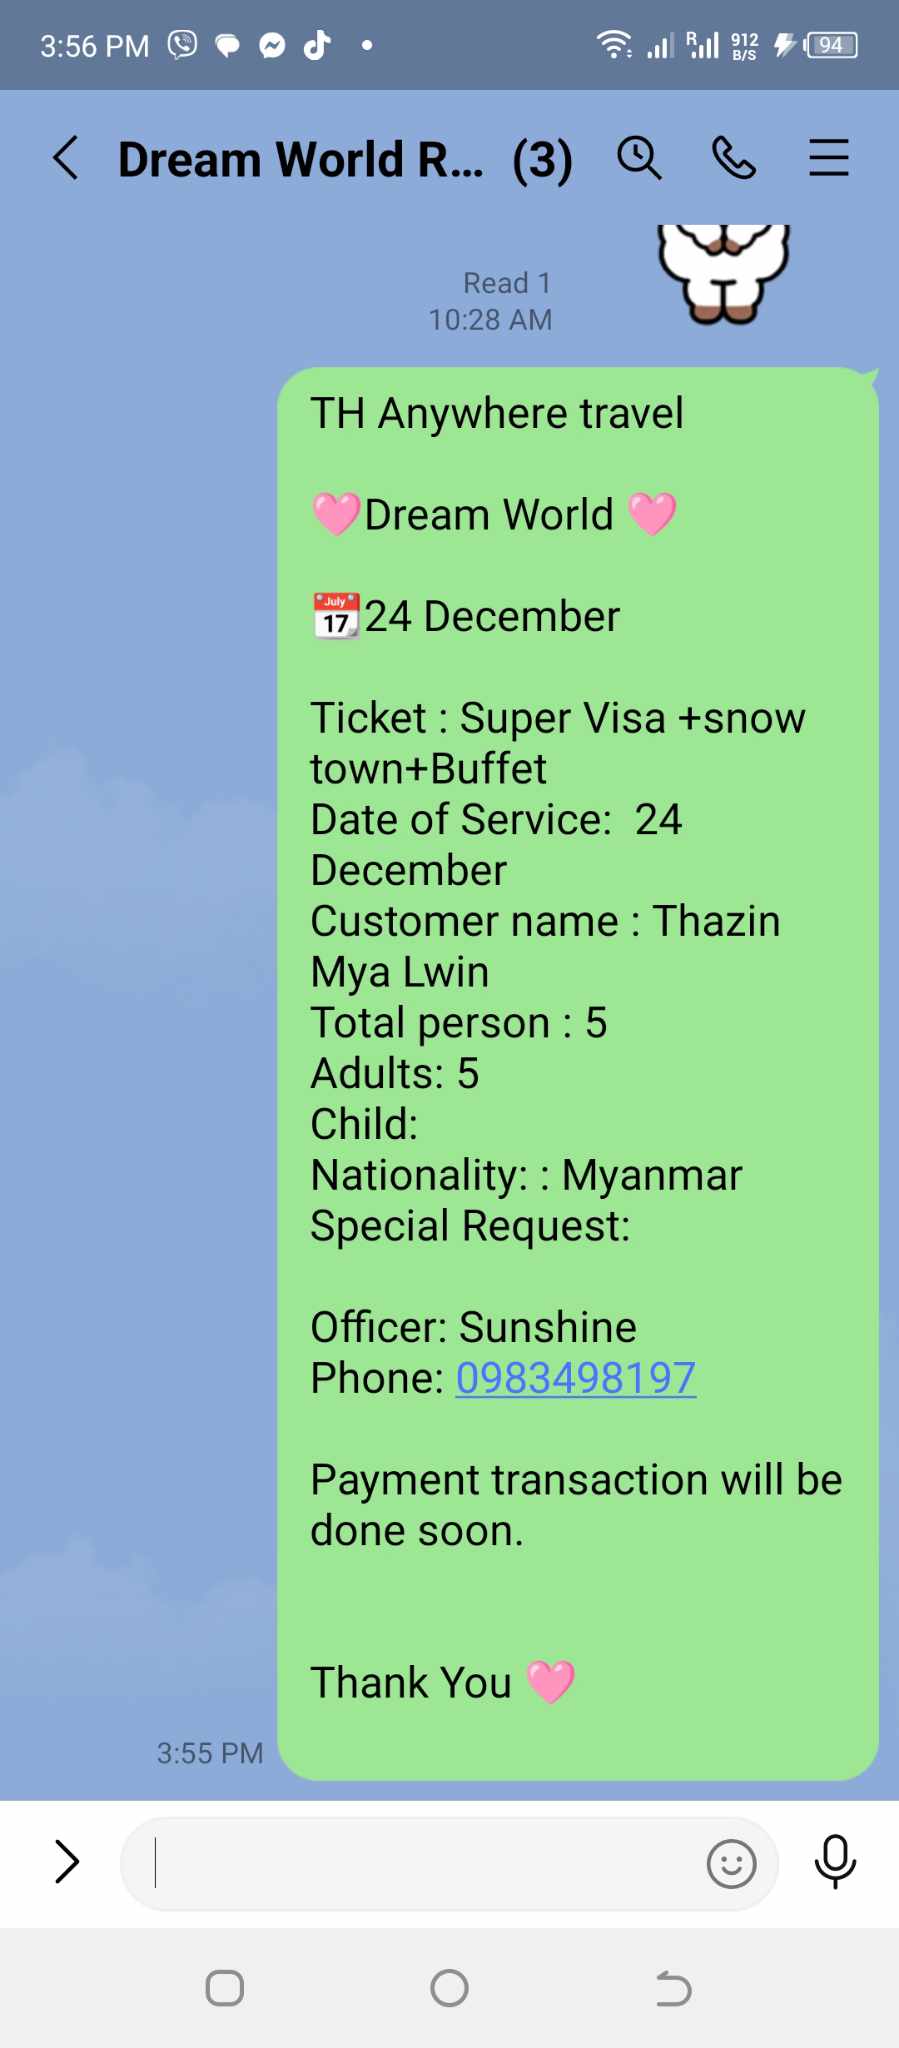 3:56 PM
R
912
B/S
94
Dream World R... (3)
Read 1
10:28 AM
TH Anywhere travel
🩷Dream World 🩷
July
17
24 December
Ticket : Super Visa +snow
town+Buffet
Date of Service:  24
December
Customer name : Thazin
Mya Lwin
Total person : 5
Adults: 5
Child:
Nationality: : Myanmar
Special Request:
Officer: Sunshine
Phone: 0983498197
Payment transaction will be
done soon.
Thank You 🩷
3:55 PM